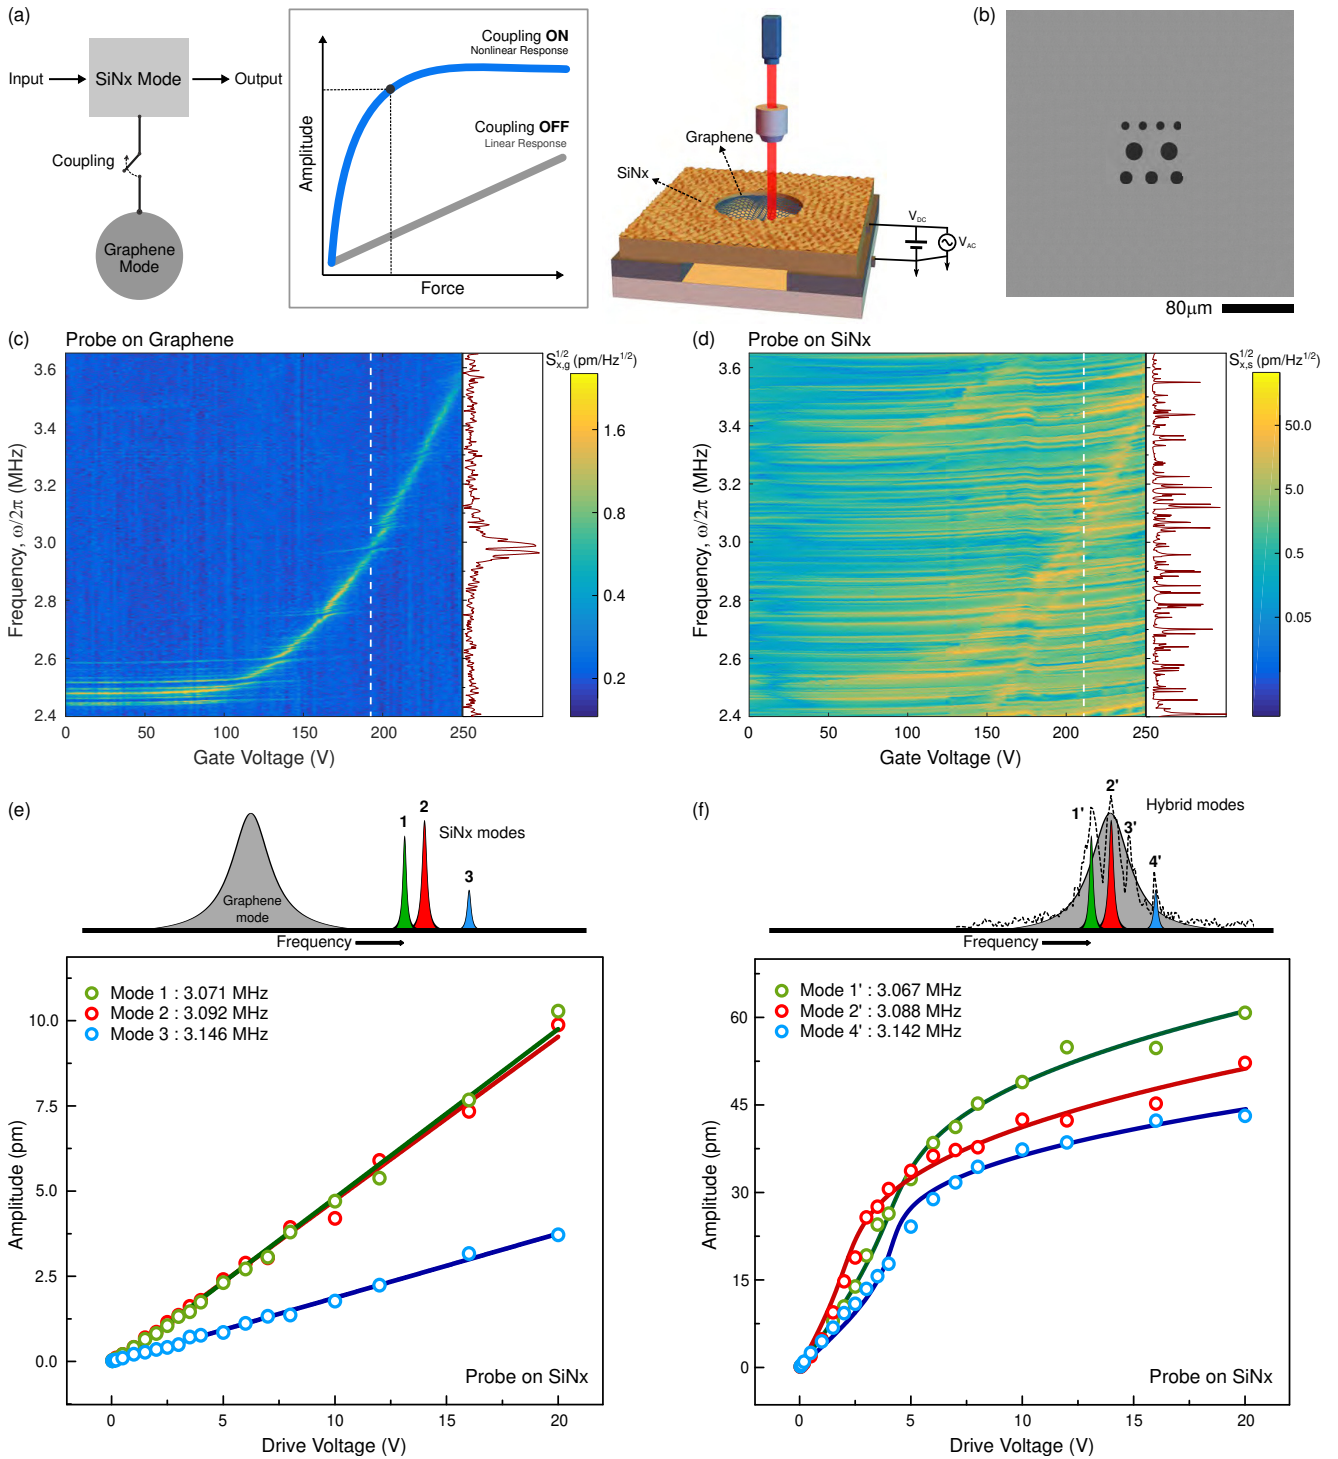 (a)
Input
SiNx Mode
Output
Coupling
Graphene
Mode
Coupling ON
Nonlinear Response
Coupling OFF
Linear Response
Amplitude
Force
Graphene
SiNx
V_DC
V_AC
(b)
80μm
(c) Probe on Graphene
S_{x,g}^{1/2} (pm/Hz^{1/2})
Frequency, ω/2π (MHz)
3.6
3.4
3.2
3.0
2.8
2.6
2.4
0 50 100 150 200 250
Gate Voltage (V)
1.6
0.8
0.4
0.2
(d) Probe on SiNx
S_{x,s}^{1/2} (pm/Hz^{1/2})
Frequency, ω/2π (MHz)
3.6
3.4
3.2
3.0
2.8
2.6
2.4
0 50 100 150 200 250
Gate Voltage (V)
50.0
5.0
0.5
0.05
(e)
Graphene
mode
1
2
3
SiNx modes
Frequency
Mode 1 : 3.071 MHz
Mode 2 : 3.092 MHz
Mode 3 : 3.146 MHz
Amplitude (pm)
10.0
7.5
5.0
2.5
0.0
Probe on SiNx
0 5 10 15 20
Drive Voltage (V)
(f)
1'
2'
3'
4'
Hybrid modes
Frequency
Mode 1' : 3.067 MHz
Mode 2' : 3.088 MHz
Mode 4' : 3.142 MHz
Amplitude (pm)
60
45
30
15
0
Probe on SiNx
0 5 10 15 20
Drive Voltage (V)